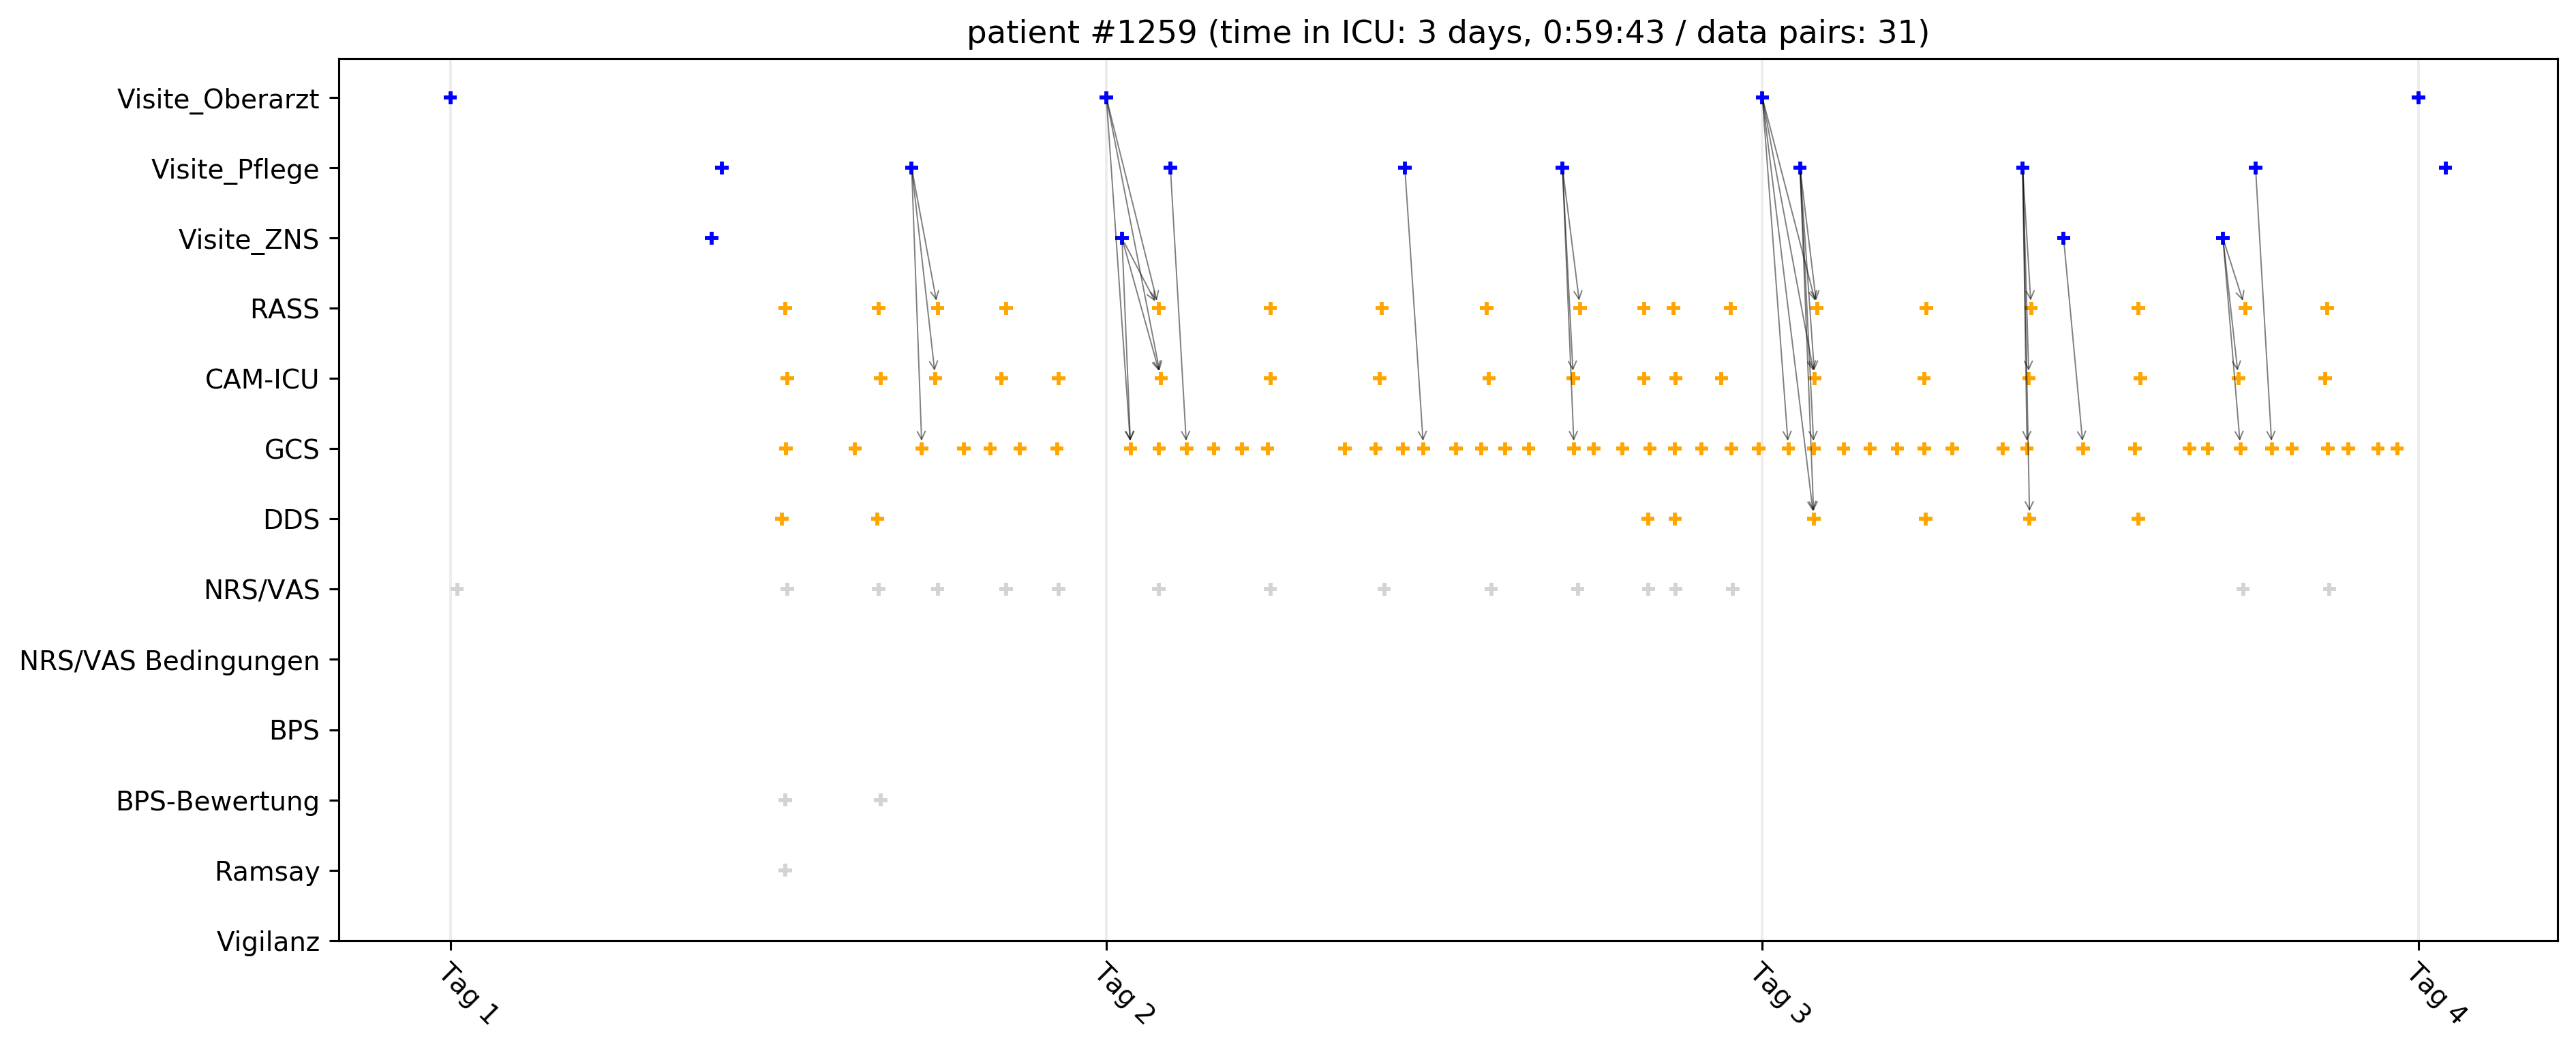 patient #1259 (time in ICU: 3 days, 0:59:43 / data pairs: 31)
Visite_Oberarzt
Visite_Pflege
Visite_ZNS
RASS
CAM-ICU
GCS
DDS
NRS/VAS
NRS/VAS Bedingungen
BPS
BPS-Bewertung
Ramsay
Vigilanz
Tag 1
Tag 2
Tag 3
Tag 4